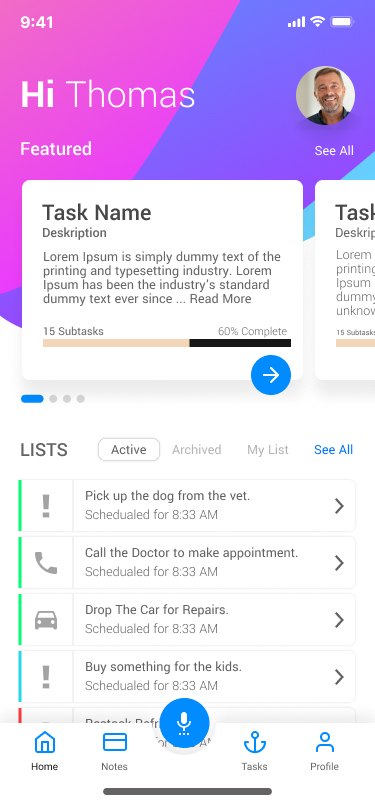 9:41
Hi Thomas
Featured
See All
Task Name
Deskription
Lorem Ipsum is simply dummy text of the
printing and typesetting industry. Lorem
Ipsum has been the industry's standard
dummy text ever since ... Read More
15 Subtasks
60% Complete
Task
Deskrip
Lorem
printing
Ipsum
dummy
unknow
15 Subtasks
LISTS
Active
Archived
My List
See All
Pick up the dog from the vet.
Schedualed for 8:33 AM
Call the Doctor to make appointment.
Schedualed for 8:33 AM
Drop The Car for Repairs.
Schedualed for 8:33 AM
Buy something for the kids.
Schedualed for 8:33 AM
Home
Notes
Tasks
Profile